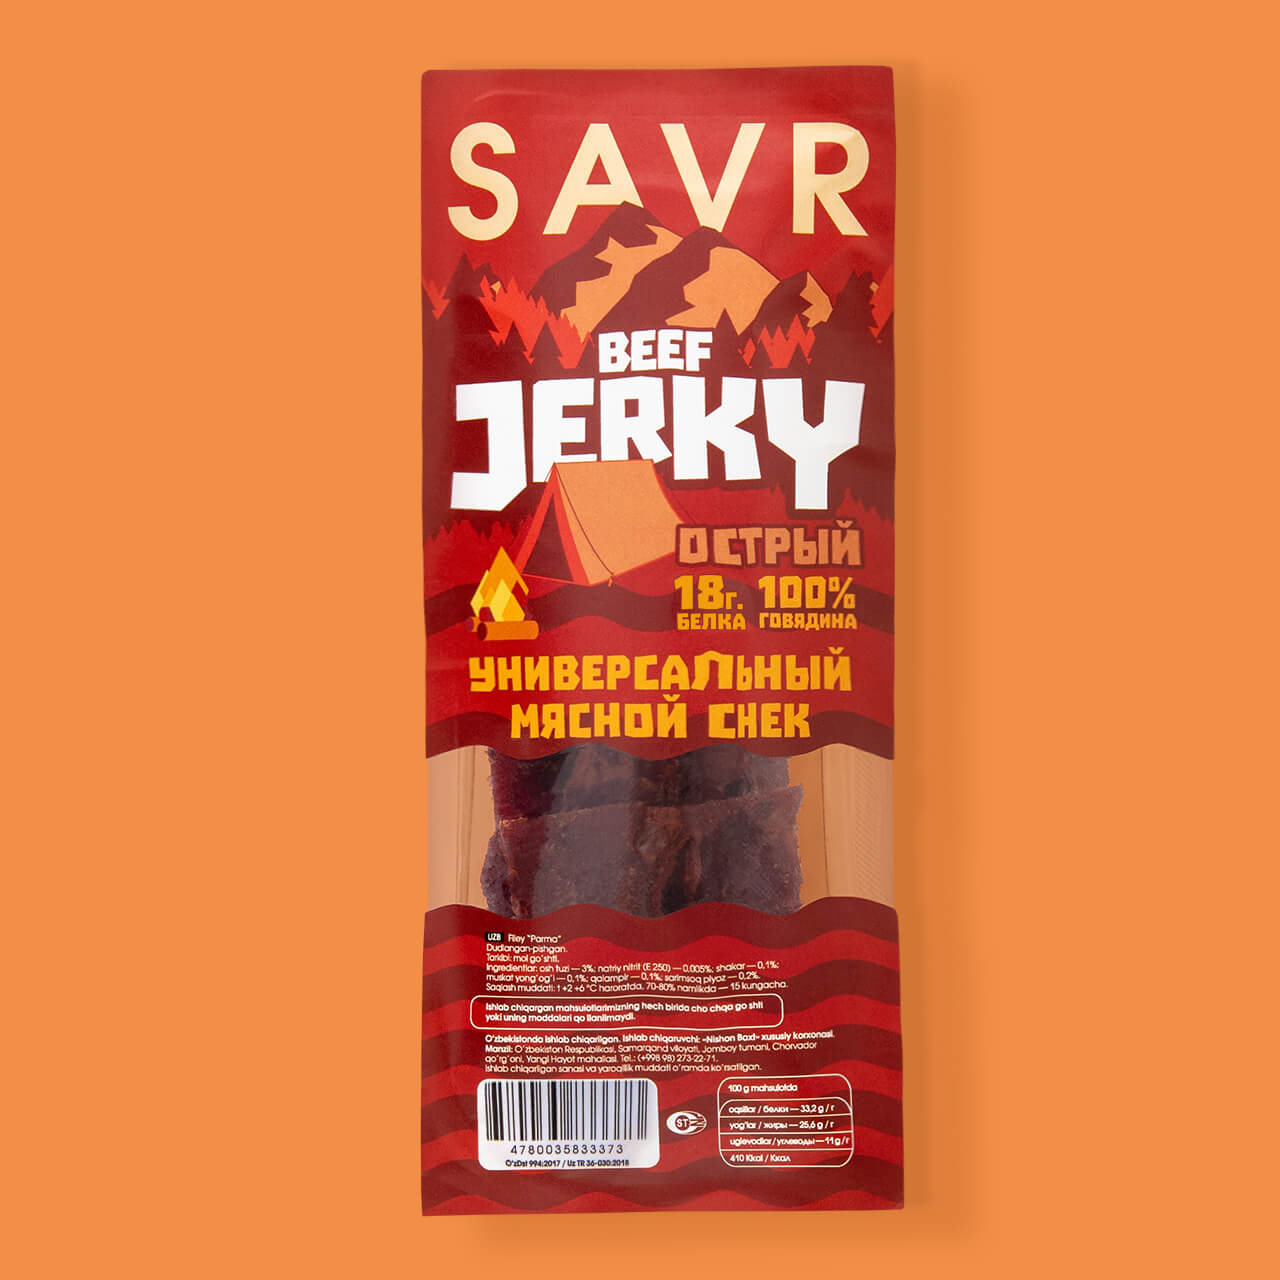 SAVR
BEEF
JERKY
ОСТРЫЙ
18г. 100%
БЕЛКА ГОВЯДИНА
УНИВЕРСАЛЬНЫЙ
МЯСНОЙ СНЕК
UZB Filey "Parma"
Dudlangan-pishgan.
Tarkibi: mol go'shti.
Ingredientlar: osh tuzi — 3%; natriy nitrit (E 250) — 0,005%; shakar — 0,1%;
muskat yong'og'i — 0,1%; qalampir — 0,1%; sarimsoq piyoz — 0,2%.
Saqlash muddati: t +2 +6 °C haroratda, 70-80% namlikda — 15 kungacha.
Ishlab chiqargan mahsulotlarimizning hech birida cho chqa go shti
yoki uning moddalari qo llanilmaydi.
O'zbekistonda ishlab chiqarilgan. Ishlab chiqaruvchi: «Nishon Baxt» xususiy korxonasi.
Manzil: O'zbekiston Respublikasi, Samarqand viloyati, Jomboy tumani, Chorvador
qo'rg'oni, Yangi Hayot mahallasi. Tel.: (+998 98) 273-22-71.
Ishlab chiqarilgan sanasi va yaroqlilik muddati o'ramda ko'rsatilgan.
4780035833373
O'zDst 994:2017 / Uz TR 36-030:2018
ST
100 g mahsulotda
oqsillar / белки — 33,2 g / г
yog'lar / жиры — 25,6 g / г
uglevodlar / углеводы — 11 g / г
410 Kkal / Ккал